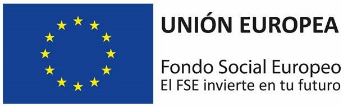 UNIÓN EUROPEA
Fondo Social Europeo
El FSE invierte en tu futuro